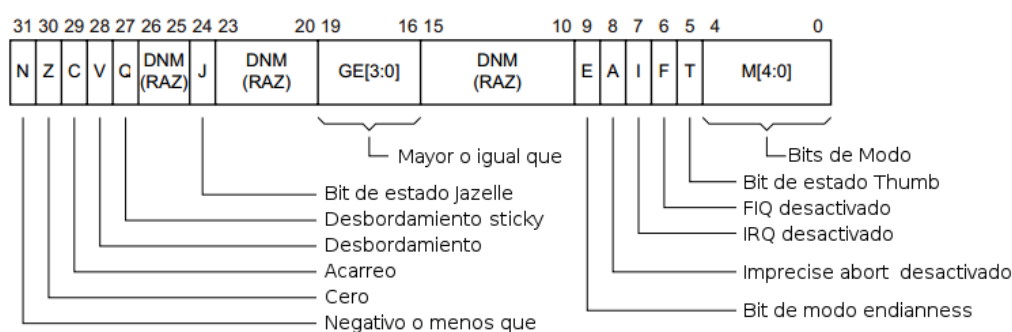 31 30 29 28 27 26 25 24 23 20 19 16 15 10 9 8 7 6 5 4 0
N Z C V Q DNM (RAZ) J DNM (RAZ) GE[3:0] DNM (RAZ) E A I F T M[4:0]
Mayor o igual que
Bits de Modo
Bit de estado Jazelle
Bit de estado Thumb
Desbordamiento sticky
FIQ desactivado
Desbordamiento
IRQ desactivado
Acarreo
Imprecise abort desactivado
Cero
Bit de modo endianness
Negativo o menos que